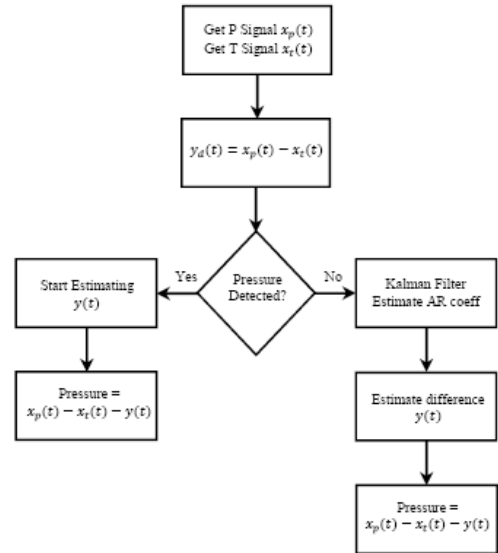 Get P Signal x_p(t)
Get T Signal x_t(t)
y_d(t) = x_p(t) − x_t(t)
Pressure
Detected?
Yes
No
Start Estimating
y(t)
Pressure =
x_p(t) − x_t(t) − y(t)
Kalman Filter
Estimate AR coeff
Estimate difference
y(t)
Pressure =
x_p(t) − x_t(t) − y(t)